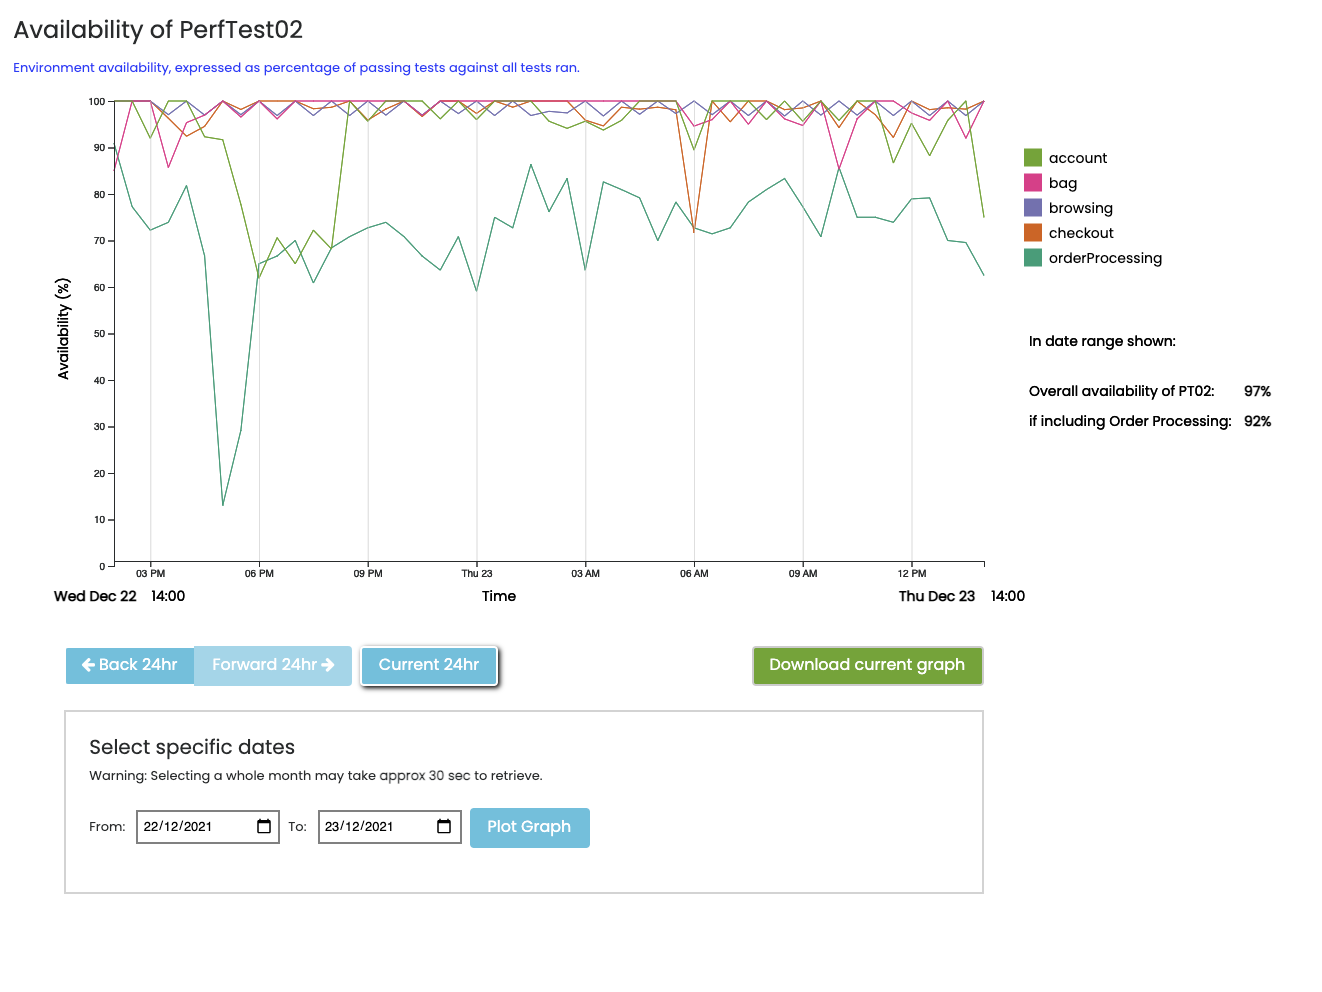 Availability of PerfTest02
Environment availability, expressed as percentage of passing tests against all tests ran.
100
90
80
70
60
50
40
30
20
10
0
Availability (%)
03 PM
06 PM
09 PM
Thu 23
03 AM
06 AM
09 AM
12 PM
Wed Dec 22 14:00
Time
Thu Dec 23 14:00
account
bag
browsing
checkout
orderProcessing
In date range shown:
Overall availability of PT02: 97%
if including Order Processing: 92%
Back 24hr
Forward 24hr
Current 24hr
Download current graph
Select specific dates
Warning: Selecting a whole month may take approx 30 sec to retrieve.
From: 22/12/2021 To: 23/12/2021 Plot Graph